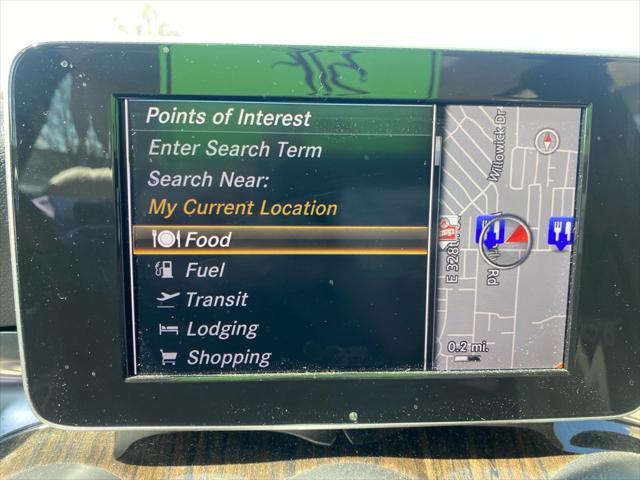 Points of Interest
Enter Search Term
Search Near:
My Current Location
Food
Fuel
Transit
Lodging
Shopping
Willowick Dr
E 328
Rd
0.2 mi.